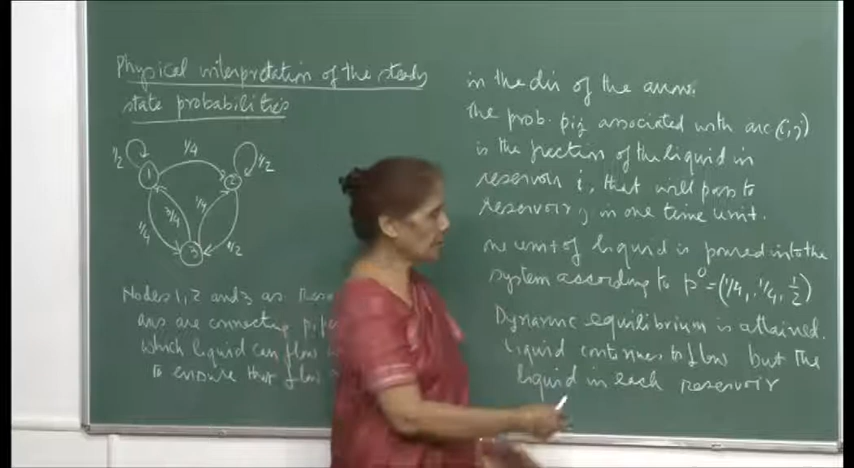 Physical interpretation of the steady
state probabilities
1/4
1/2
1
2
1/2
3/4
1/4
1/4
3
1/2
Nodes 1, 2 and 3 as
arcs are connecting
which liquid can flow
to ensure that flow
in the dir of the arrow.
The prob. pij associated with arc (i,j)
is the fraction of the liquid in
reservoir i, that will pass to
reservoir j in one time unit.
unit of liquid is poured into the
system according to p⁰ = (1/4, 1/4, 1/2)
Dynamic equilibrium is attained.
Liquid continues to flow but the
liquid in each reservoir